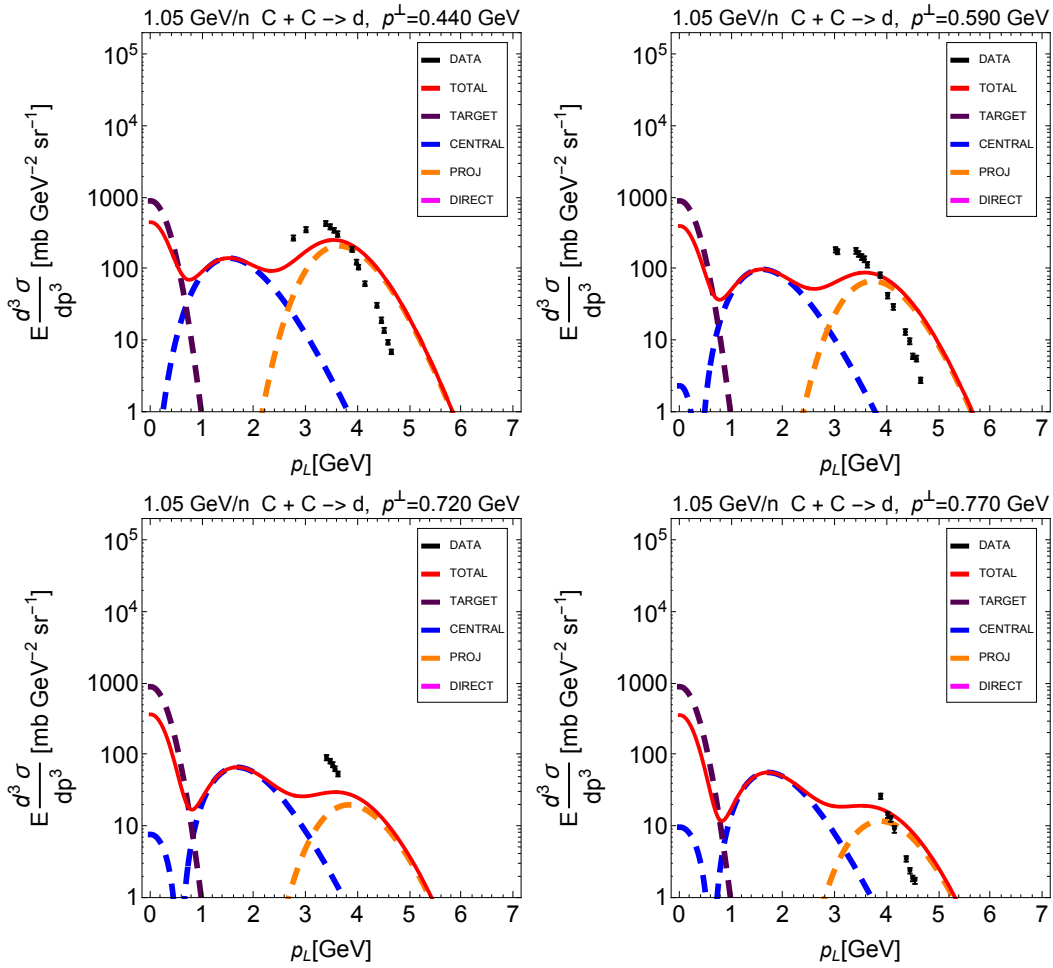 1.05 GeV/n C + C -> d, p⊥=0.440 GeV
10⁵
10⁴
1000
100
10
1
E d³σ/dp³ [mb GeV⁻² sr⁻¹]
DATA
TOTAL
TARGET
CENTRAL
PROJ
DIRECT
0 1 2 3 4 5 6 7
p_L[GeV]
1.05 GeV/n C + C -> d, p⊥=0.590 GeV
10⁵
10⁴
1000
100
10
1
E d³σ/dp³ [mb GeV⁻² sr⁻¹]
DATA
TOTAL
TARGET
CENTRAL
PROJ
DIRECT
0 1 2 3 4 5 6 7
p_L[GeV]
1.05 GeV/n C + C -> d, p⊥=0.720 GeV
10⁵
10⁴
1000
100
10
1
E d³σ/dp³ [mb GeV⁻² sr⁻¹]
DATA
TOTAL
TARGET
CENTRAL
PROJ
DIRECT
0 1 2 3 4 5 6 7
p_L[GeV]
1.05 GeV/n C + C -> d, p⊥=0.770 GeV
10⁵
10⁴
1000
100
10
1
E d³σ/dp³ [mb GeV⁻² sr⁻¹]
DATA
TOTAL
TARGET
CENTRAL
PROJ
DIRECT
0 1 2 3 4 5 6 7
p_L[GeV]